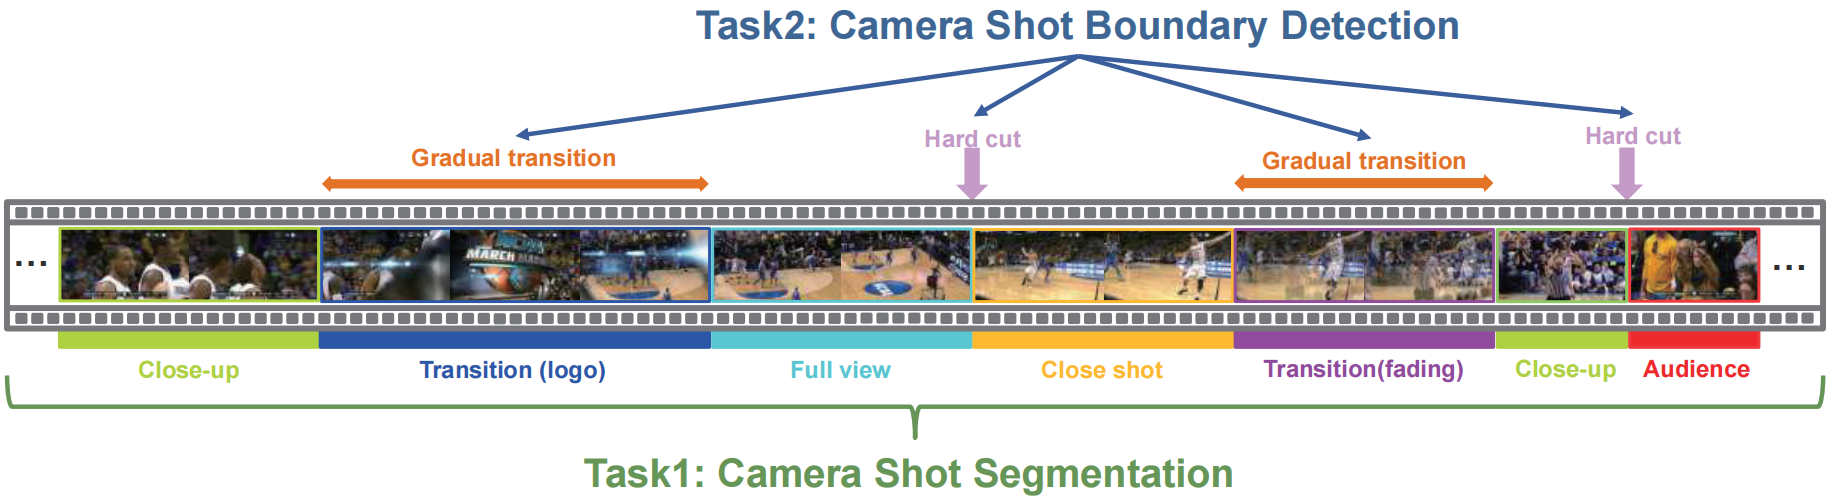 Task2: Camera Shot Boundary Detection
Hard cut
Hard cut
Gradual transition
Gradual transition
...
MARCH
...
Close-up
Transition (logo)
Full view
Close shot
Transition(fading)
Close-up
Audience
Task1: Camera Shot Segmentation